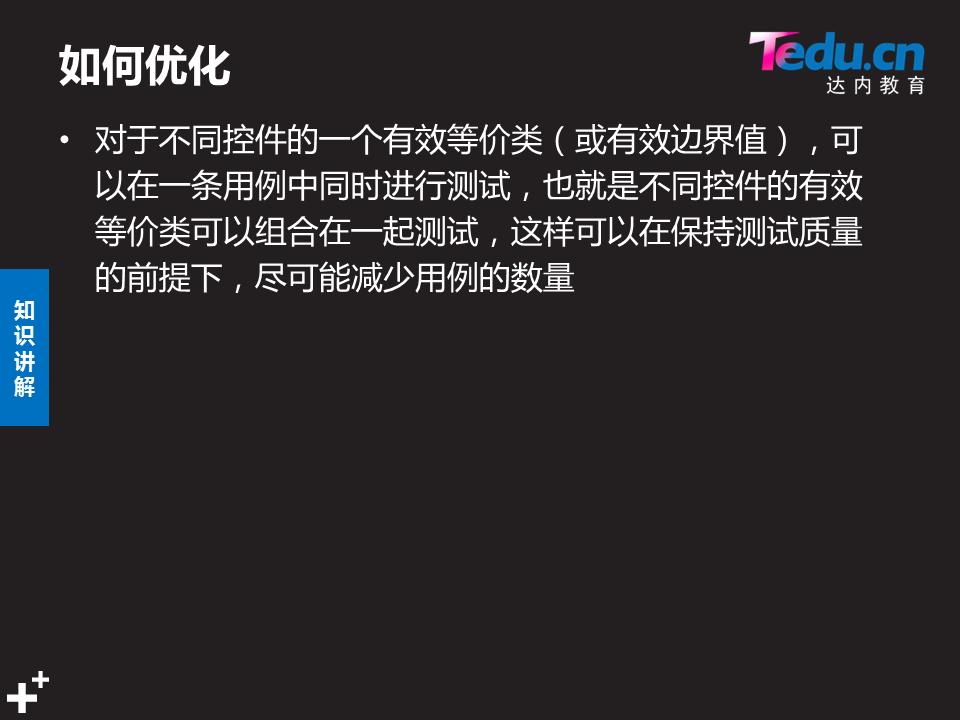 如何优化
Tedu.cn
达内教育
• 对于不同控件的一个有效等价类（或有效边界值），可
以在一条用例中同时进行测试，也就是不同控件的有效
等价类可以组合在一起测试，这样可以在保持测试质量
的前提下，尽可能减少用例的数量
知
识
讲
解